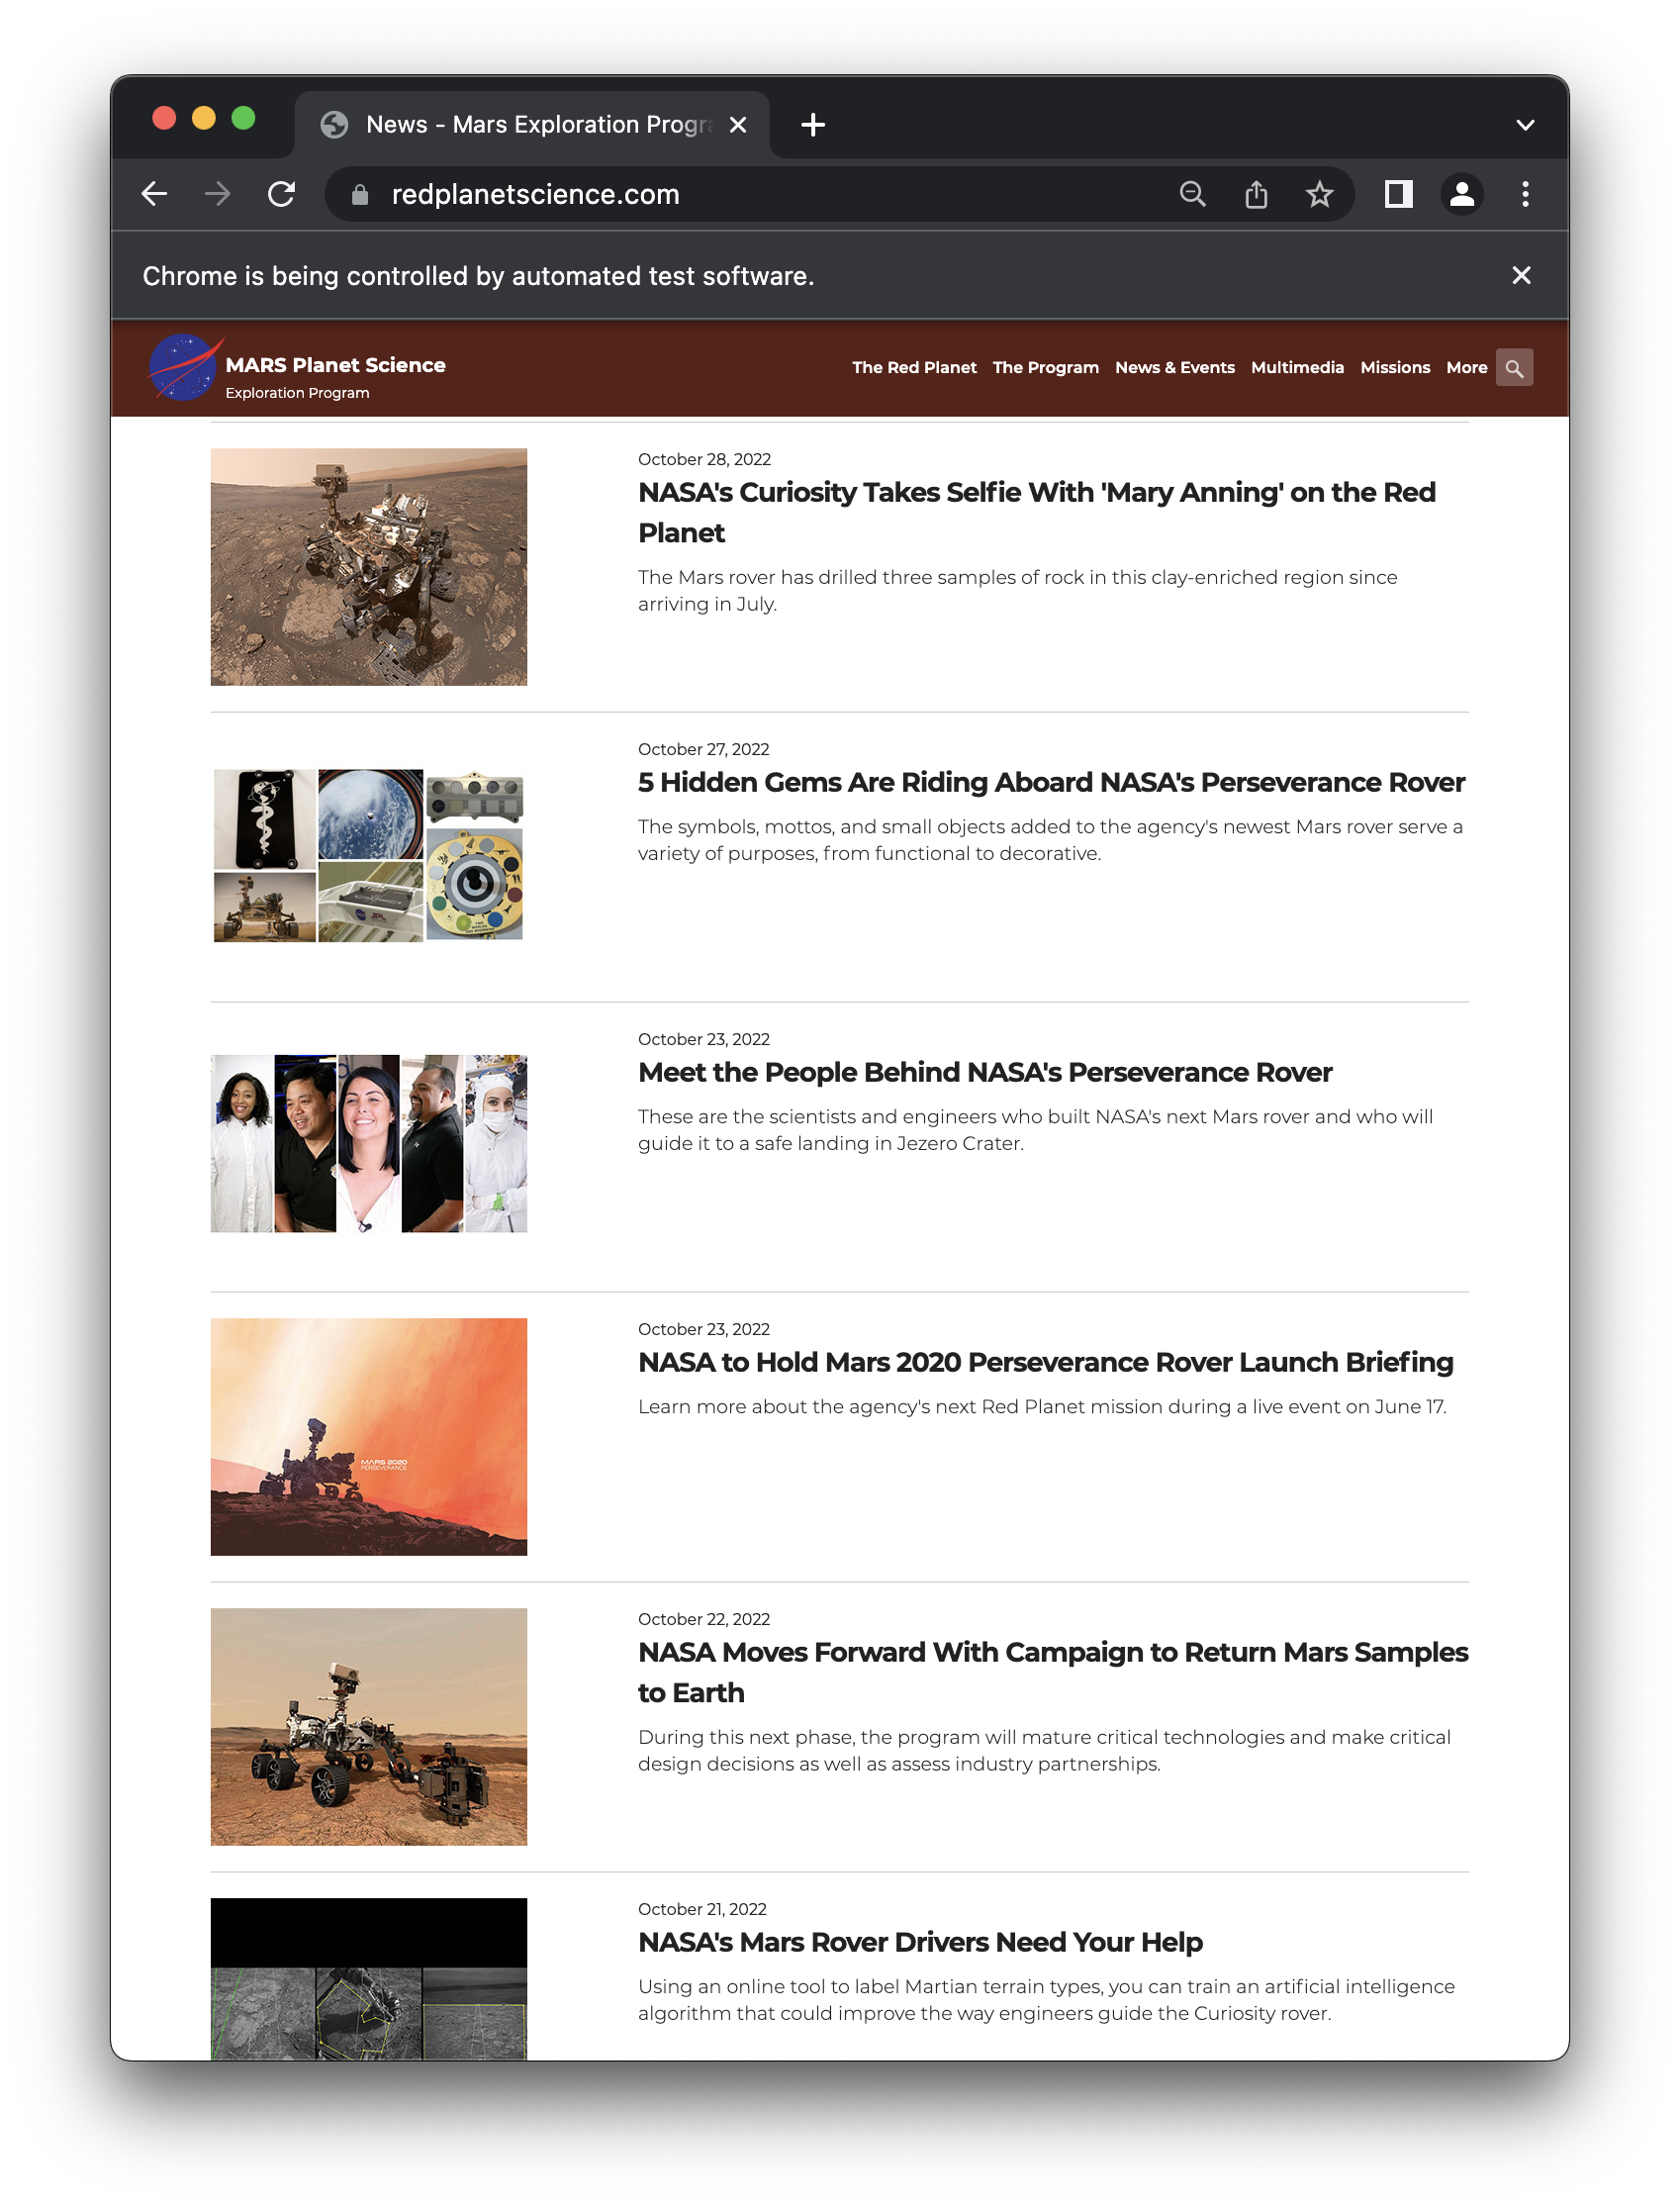 News - Mars Exploration Progra
redplanetscience.com
Chrome is being controlled by automated test software.
MARS Planet Science
Exploration Program
The Red Planet The Program News & Events Multimedia Missions More
October 28, 2022
NASA's Curiosity Takes Selfie With 'Mary Anning' on the Red
Planet
The Mars rover has drilled three samples of rock in this clay-enriched region since
arriving in July.
October 27, 2022
5 Hidden Gems Are Riding Aboard NASA's Perseverance Rover
The symbols, mottos, and small objects added to the agency's newest Mars rover serve a
variety of purposes, from functional to decorative.
October 23, 2022
Meet the People Behind NASA's Perseverance Rover
These are the scientists and engineers who built NASA's next Mars rover and who will
guide it to a safe landing in Jezero Crater.
October 23, 2022
NASA to Hold Mars 2020 Perseverance Rover Launch Briefing
Learn more about the agency's next Red Planet mission during a live event on June 17.
MARS 2020
PERSEVERANCE
October 22, 2022
NASA Moves Forward With Campaign to Return Mars Samples
to Earth
During this next phase, the program will mature critical technologies and make critical
design decisions as well as assess industry partnerships.
October 21, 2022
NASA's Mars Rover Drivers Need Your Help
Using an online tool to label Martian terrain types, you can train an artificial intelligence
algorithm that could improve the way engineers guide the Curiosity rover.